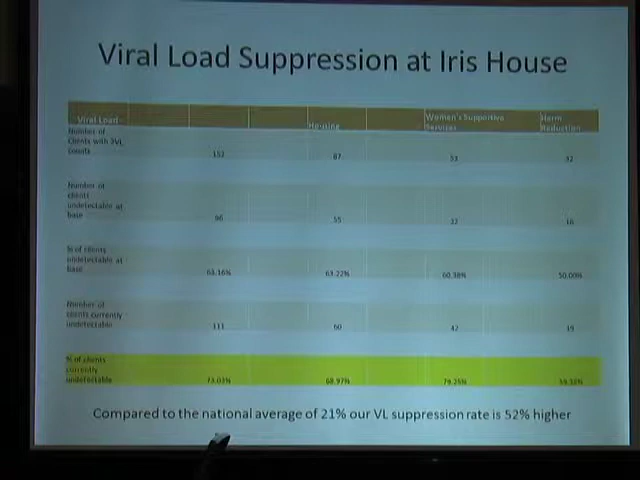 Viral Load Suppression at Iris House
Viral Load
Housing
Women's Supportive
Services
Harm
Reduction
Number of
Clients with 2VL
counts
152
87
53
32
Number of
clients
undetectable at
base
96
55
32
16
% of clients
undetectable at
base
63.16%
63.22%
60.38%
50.00%
Number of
clients currently
undetectable
111
60
42
19
% of clients
currently
undetectable
73.03%
68.97%
79.25%
59.38%
Compared to the national average of 21% our VL suppression rate is 52% higher